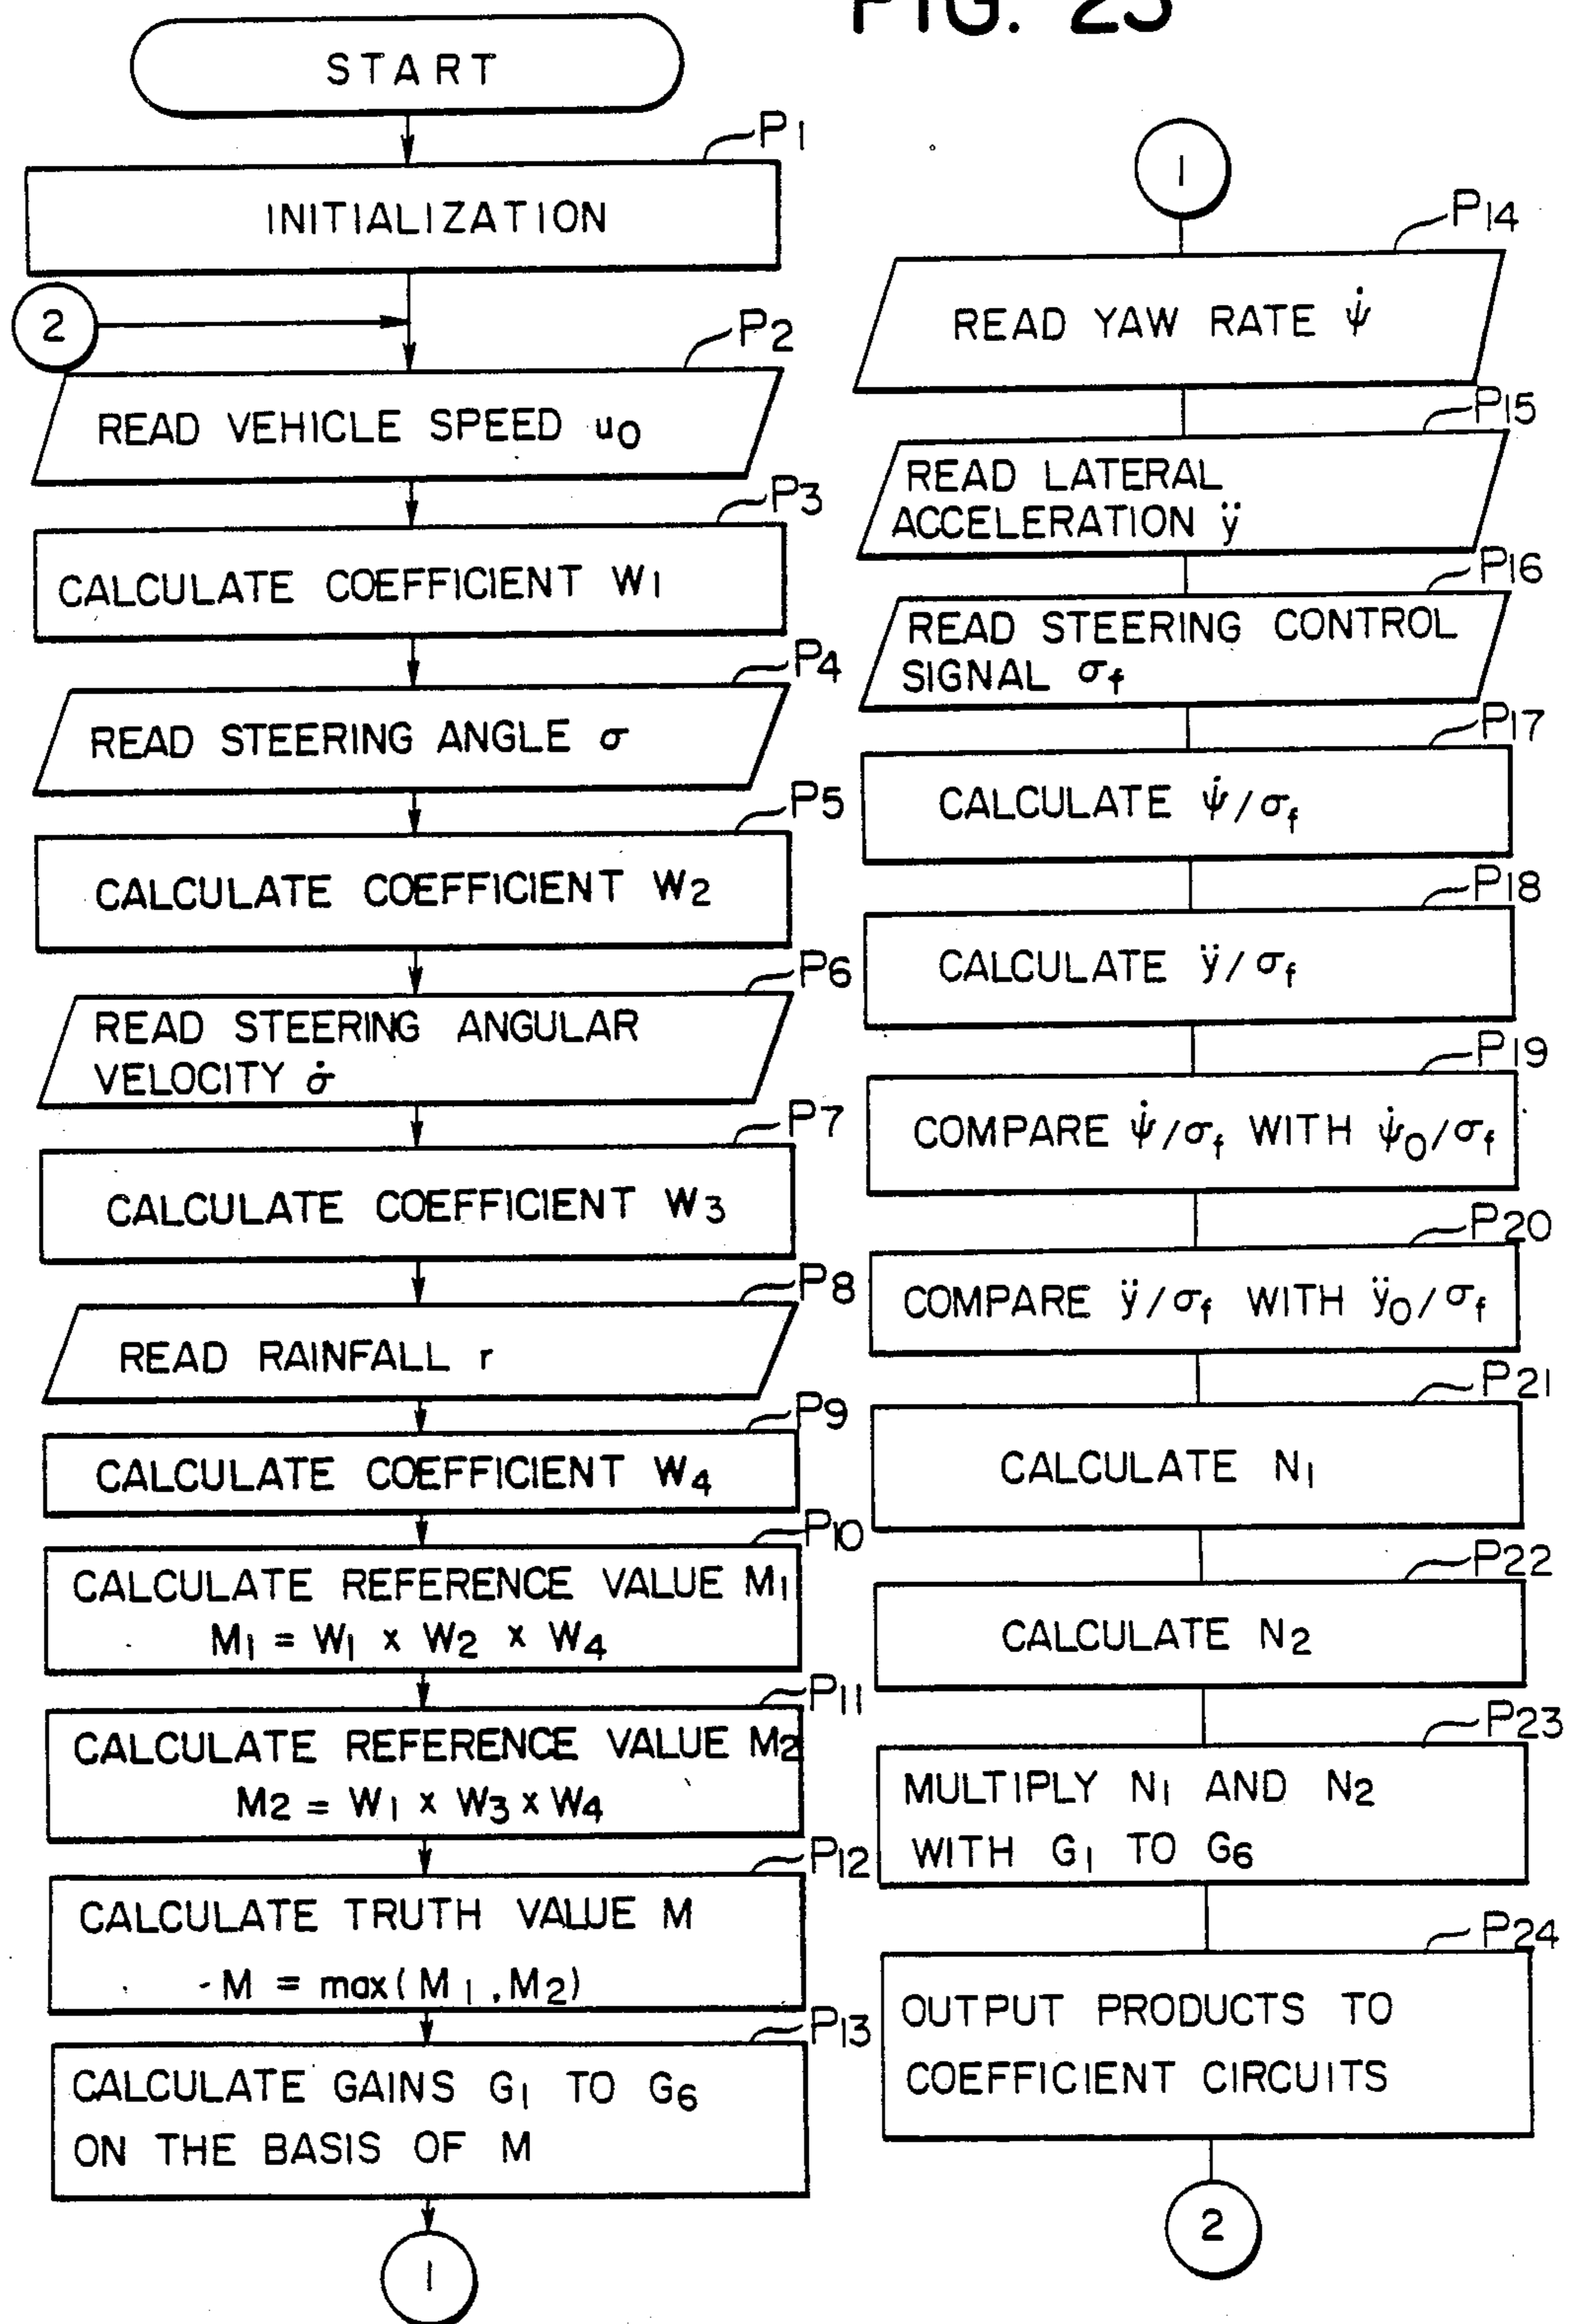 FIG. 23
START
P1
INITIALIZATION
2
P2
READ VEHICLE SPEED u0
P3
CALCULATE COEFFICIENT W1
P4
READ STEERING ANGLE σ
P5
CALCULATE COEFFICIENT W2
P6
READ STEERING ANGULAR
VELOCITY σ̇
P7
CALCULATE COEFFICIENT W3
P8
READ RAINFALL r
P9
CALCULATE COEFFICIENT W4
P10
CALCULATE REFERENCE VALUE M1
M1 = W1 x W2 x W4
P11
CALCULATE REFERENCE VALUE M2
M2 = W1 x W3 x W4
P12
CALCULATE TRUTH VALUE M
M = max(M1, M2)
P13
CALCULATE GAINS G1 TO G6
ON THE BASIS OF M
1
1
P14
READ YAW RATE ψ̇
P15
READ LATERAL
ACCELERATION ÿ
P16
READ STEERING CONTROL
SIGNAL σf
P17
CALCULATE ψ̇/σf
P18
CALCULATE ÿ/σf
P19
COMPARE ψ̇/σf WITH ψ̇0/σf
P20
COMPARE ÿ/σf WITH ÿ0/σf
P21
CALCULATE N1
P22
CALCULATE N2
P23
MULTIPLY N1 AND N2
WITH G1 TO G6
P24
OUTPUT PRODUCTS TO
COEFFICIENT CIRCUITS
2